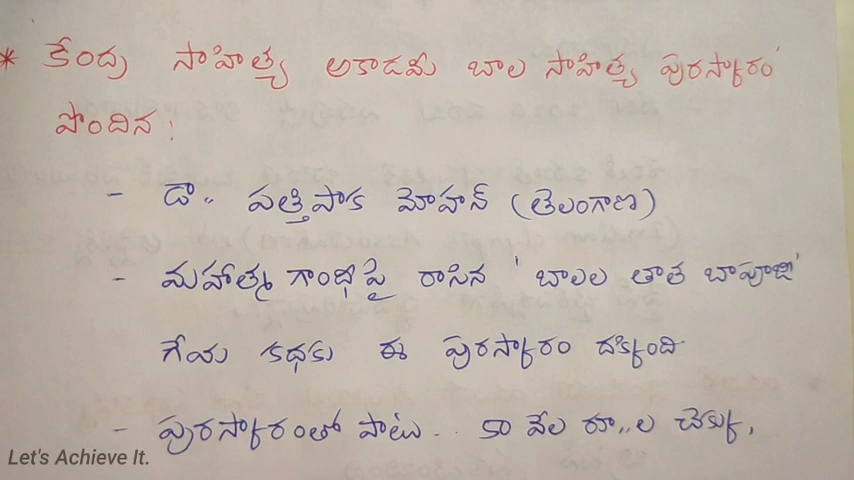 * కేంద్ర సాహిత్య అకాడమీ బాల సాహిత్య పురస్కారం
పొందిన :
- డా.. పత్తిపాక మోహన్ (తెలంగాణ)
- మహాత్మ గాంధీపై రాసిన 'బాలల తాత బాపూజీ'
గేయ కథకు ఈ పురస్కారం దక్కింది
- పురస్కారంతో పాటు.. 50 వేల రూ..ల చెక్కు,
Let's Achieve It.